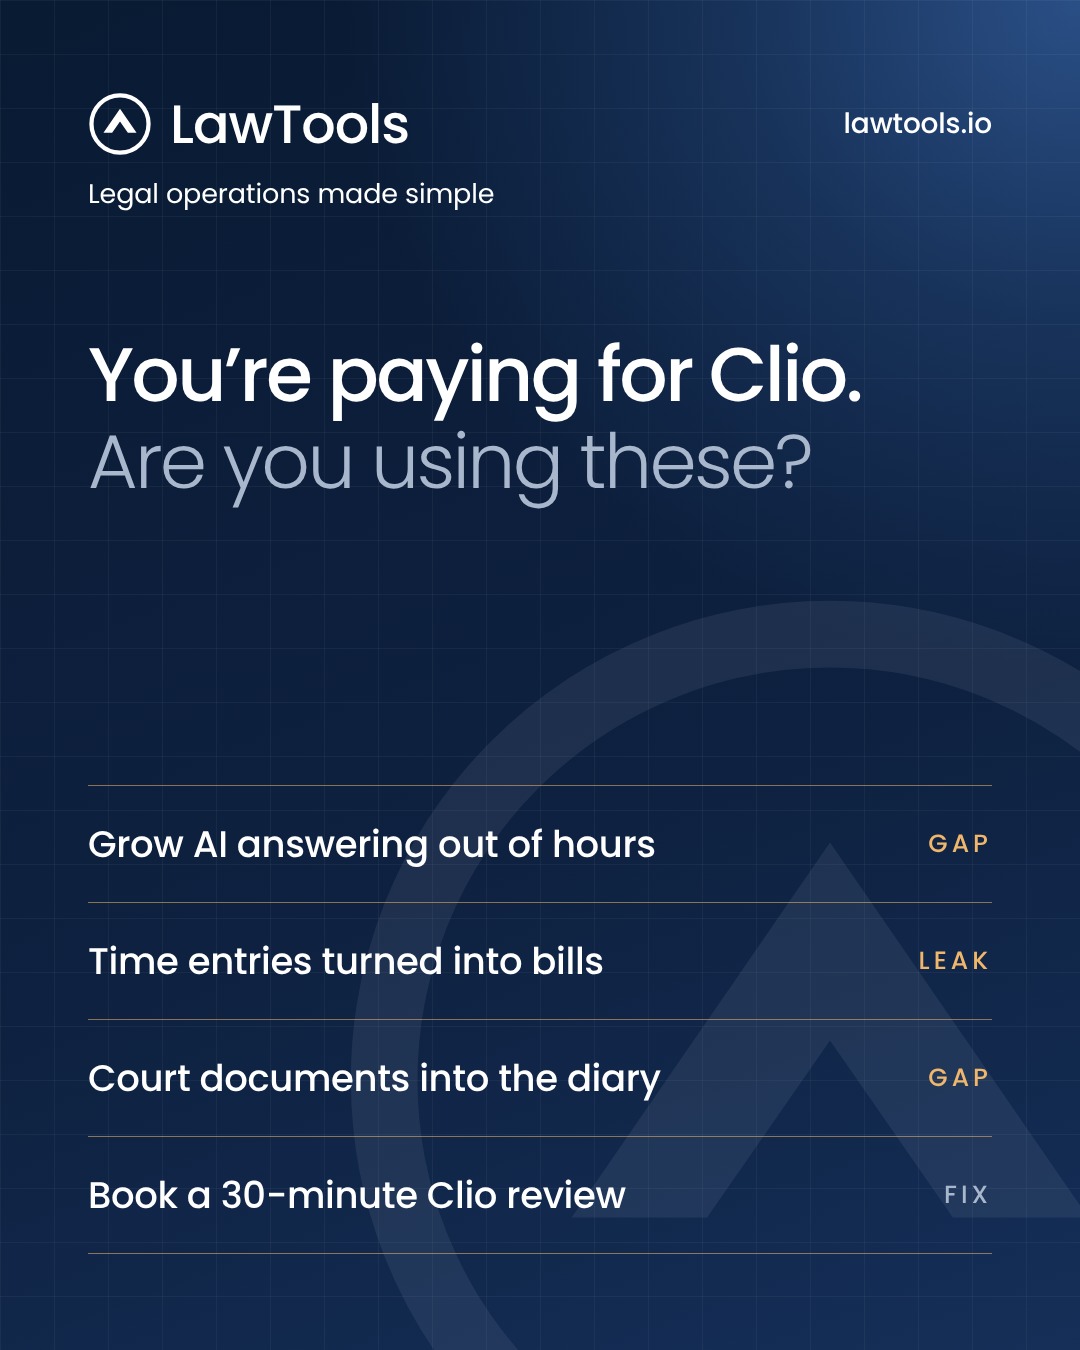 LawTools
lawtools.io
Legal operations made simple
You’re paying for Clio.
Are you using these?
Grow AI answering out of hours GAP
Time entries turned into bills LEAK
Court documents into the diary GAP
Book a 30-minute Clio review FIX